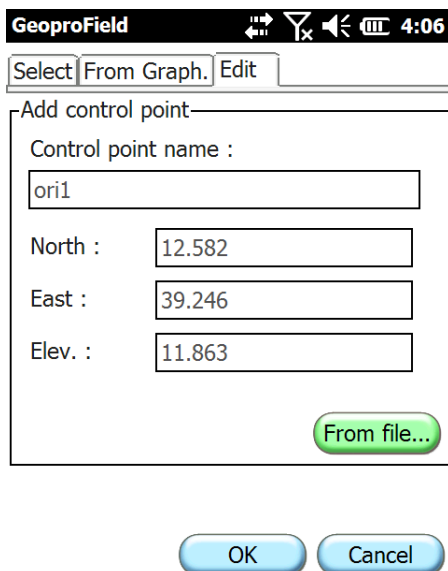 GeoproField 4:06
Select From Graph. Edit
Add control point
Control point name :
ori1
North : 12.582
East : 39.246
Elev. : 11.863
From file...
OK Cancel